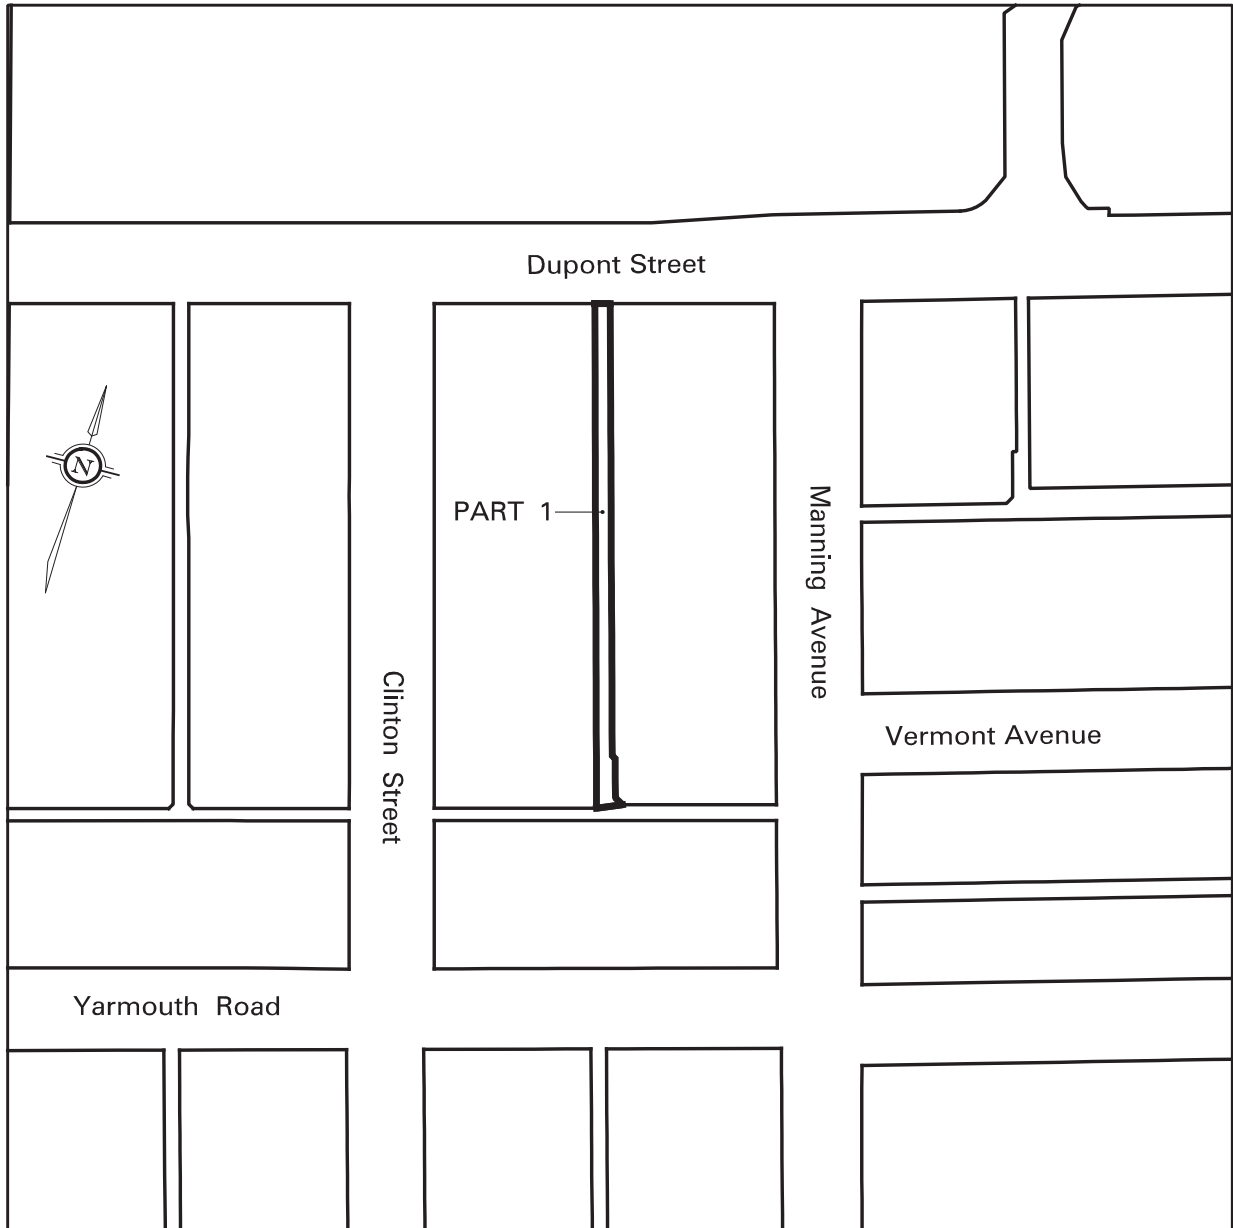 Dupont Street
N
PART 1
Manning Avenue
Clinton Street
Vermont Avenue
Yarmouth Road